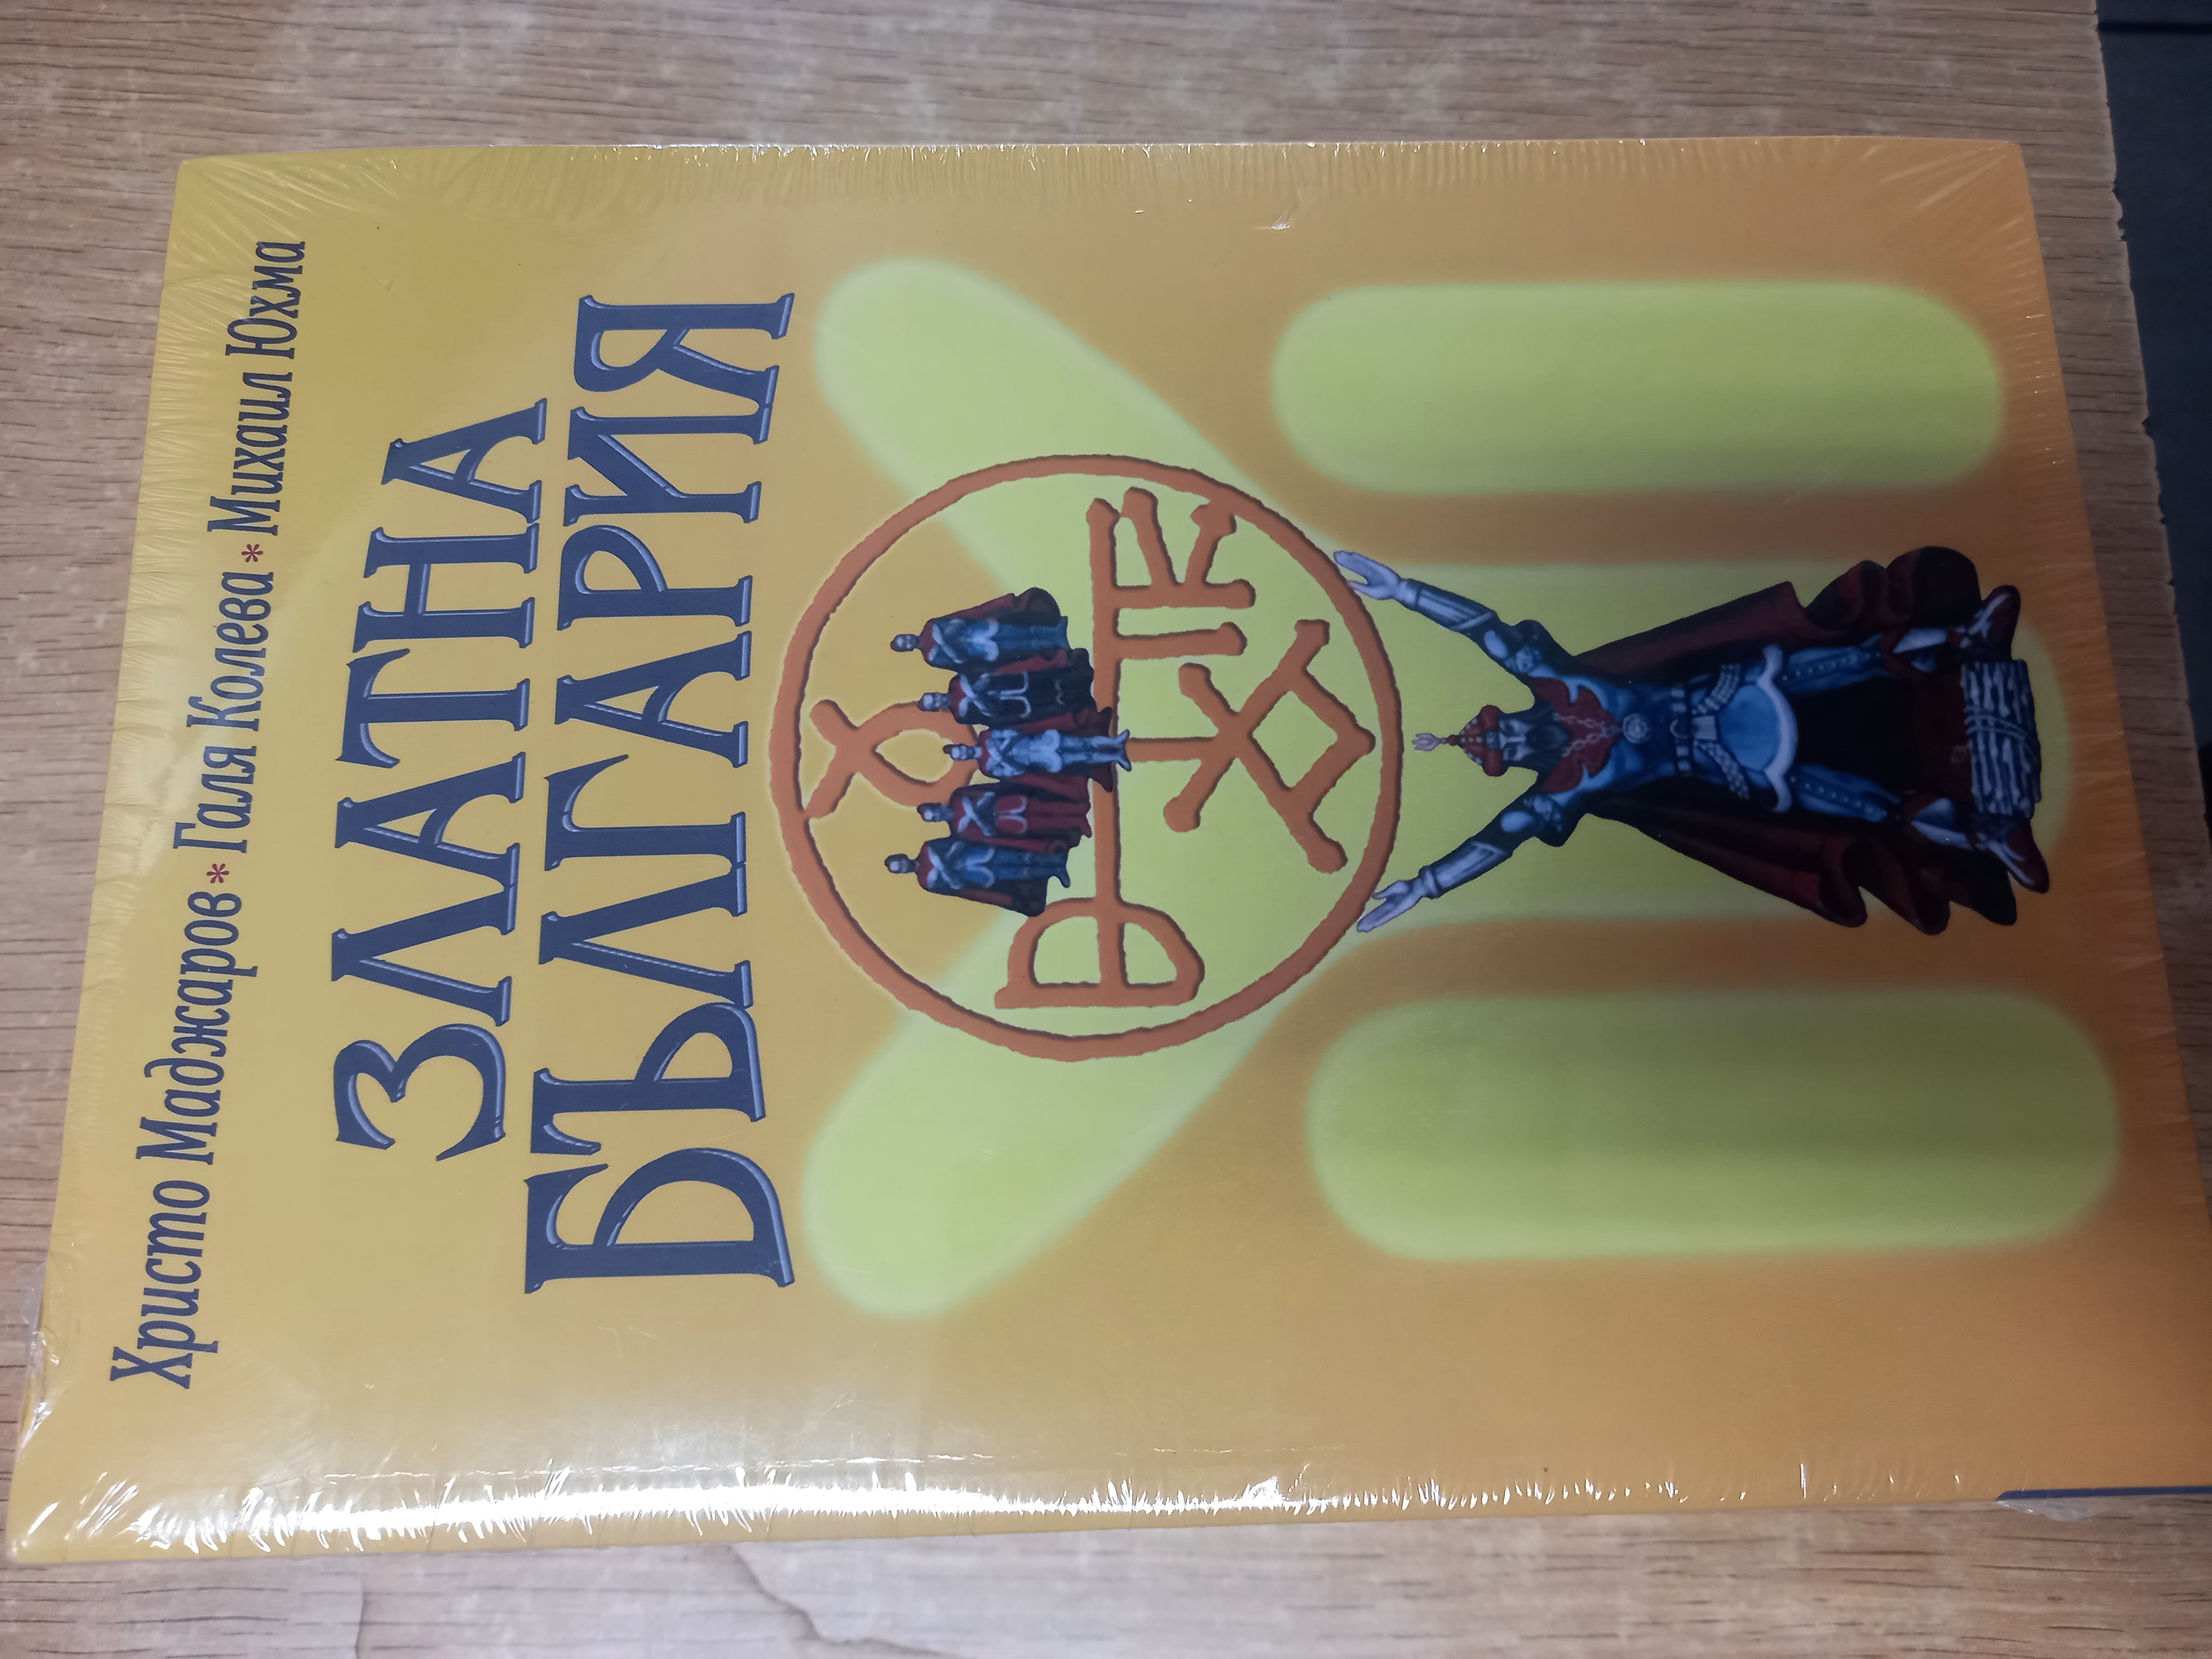 Христо Маджаров * Галя Колева * Михаил Юхма
ЗЛАТНА
БЪЛГАРИЯ